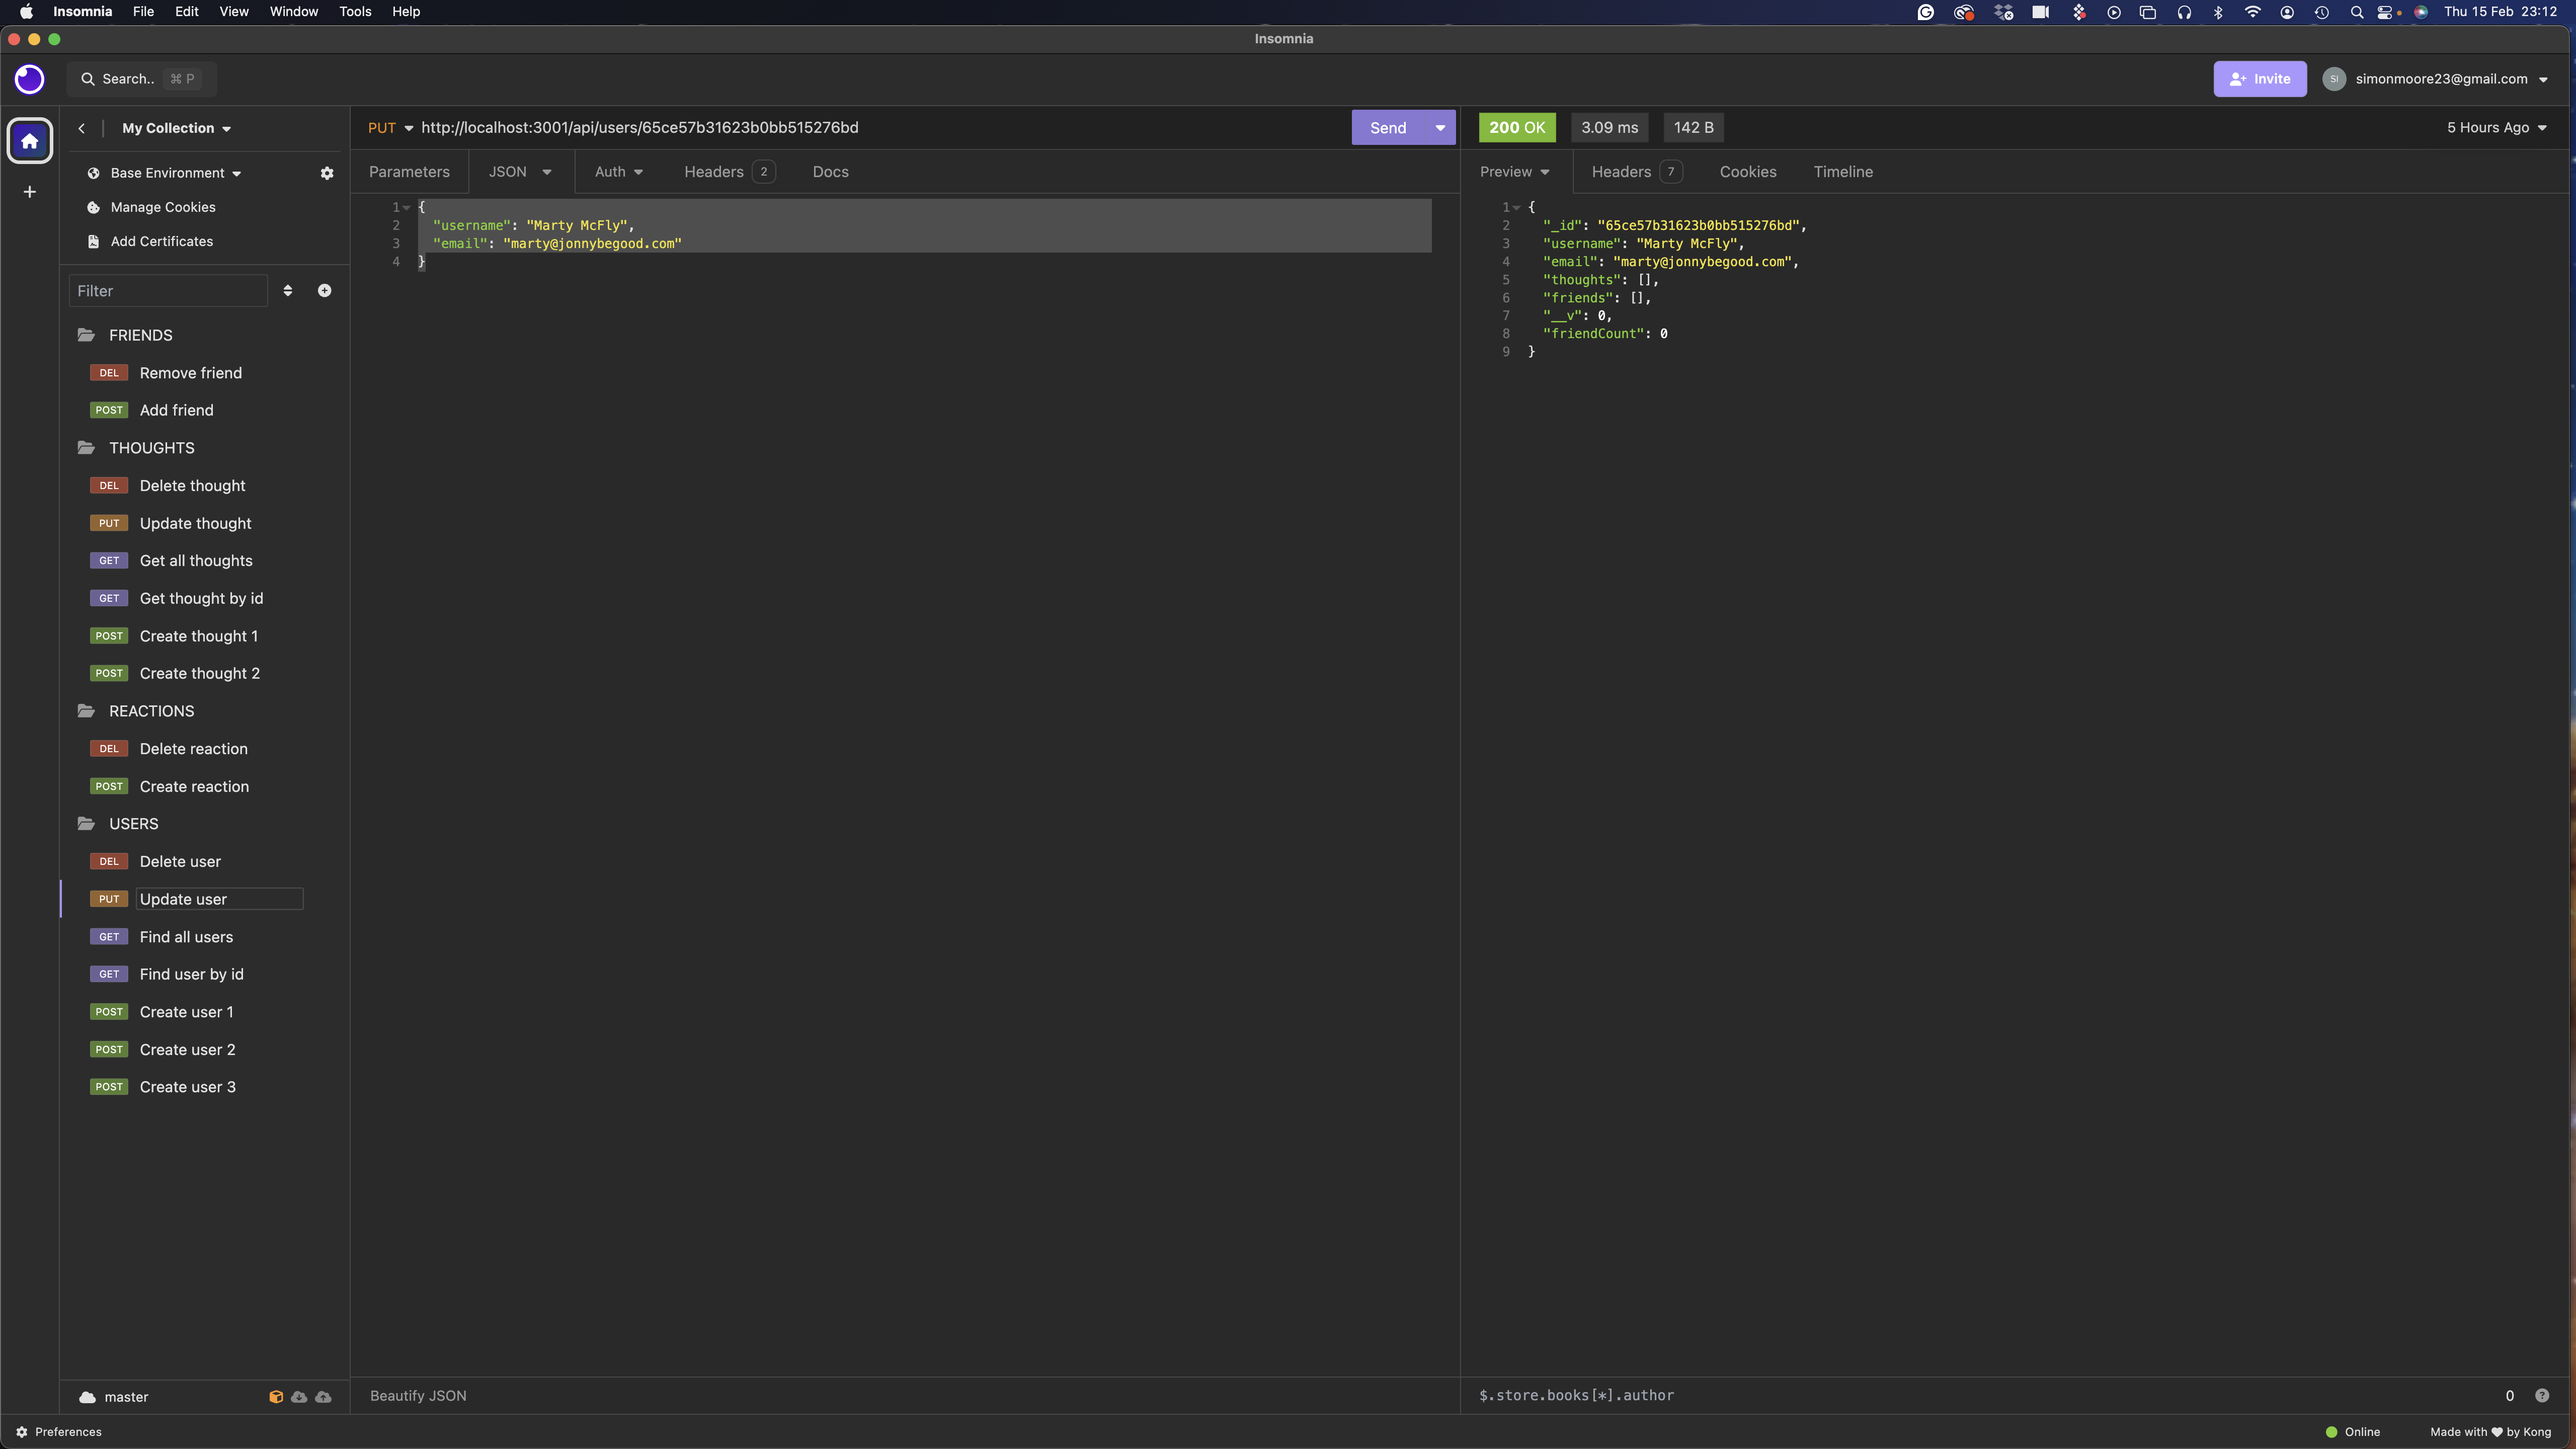 Insomnia File Edit View Window Tools Help
Thu 15 Feb 23:12
Insomnia
Search.. ⌘ P
Invite
SI
simonmoore23@gmail.com
My Collection
Base Environment
Manage Cookies
Add Certificates
Filter
FRIENDS
DEL Remove friend
POST Add friend
THOUGHTS
DEL Delete thought
PUT Update thought
GET Get all thoughts
GET Get thought by id
POST Create thought 1
POST Create thought 2
REACTIONS
DEL Delete reaction
POST Create reaction
USERS
DEL Delete user
PUT Update user
GET Find all users
GET Find user by id
POST Create user 1
POST Create user 2
POST Create user 3
master
Preferences
PUT http://localhost:3001/api/users/65ce57b31623b0bb515276bd
Send
Parameters JSON Auth Headers 2 Docs
1 {
2 "username": "Marty McFly",
3 "email": "marty@jonnybegood.com"
4 }
Beautify JSON
200 OK 3.09 ms 142 B
5 Hours Ago
Preview Headers 7 Cookies Timeline
1 {
2 "_id": "65ce57b31623b0bb515276bd",
3 "username": "Marty McFly",
4 "email": "marty@jonnybegood.com",
5 "thoughts": [],
6 "friends": [],
7 "__v": 0,
8 "friendCount": 0
9 }
$.store.books[*].author
0 ?
Online
Made with ♥ by Kong